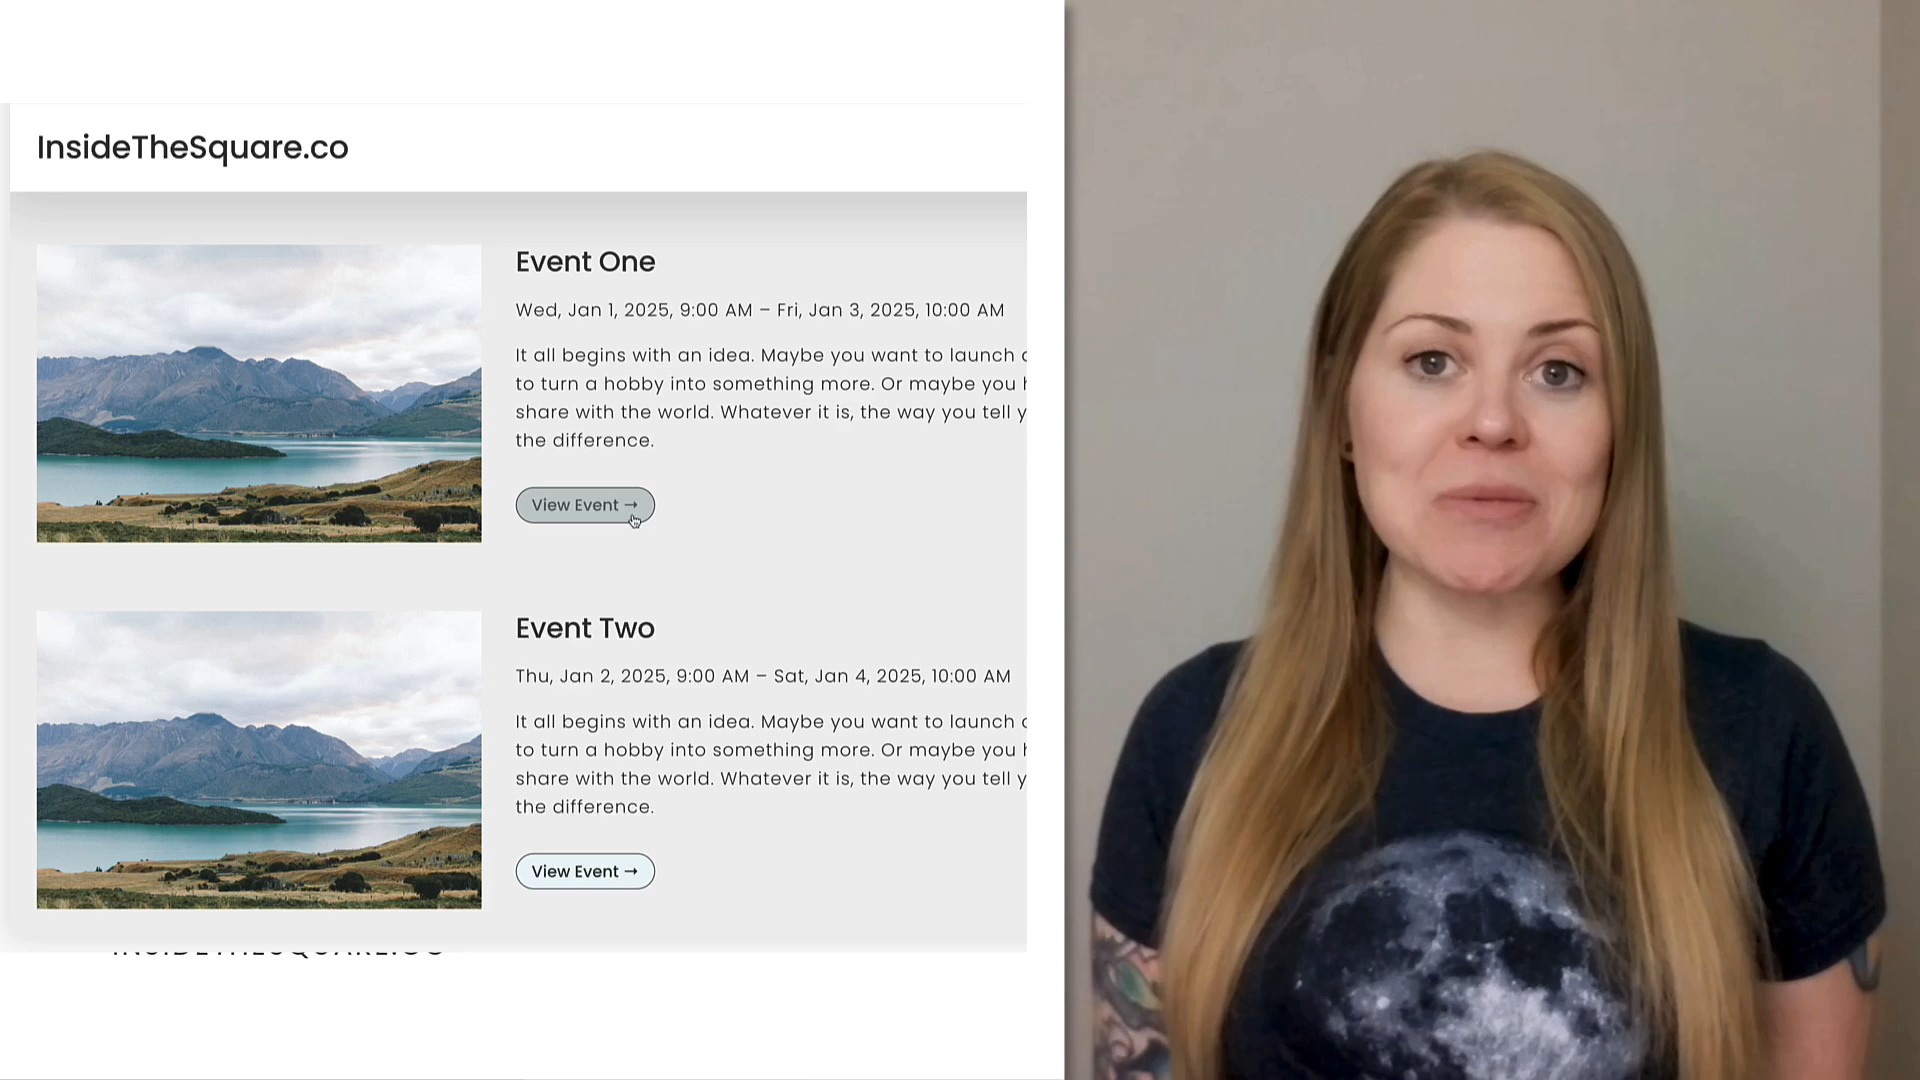 InsideTheSquare.co
Event One
Wed, Jan 1, 2025, 9:00 AM – Fri, Jan 3, 2025, 10:00 AM
It all begins with an idea. Maybe you want to launch
to turn a hobby into something more. Or maybe you
share with the world. Whatever it is, the way you tell
the difference.
View Event →
Event Two
Thu, Jan 2, 2025, 9:00 AM – Sat, Jan 4, 2025, 10:00 AM
It all begins with an idea. Maybe you want to launch
to turn a hobby into something more. Or maybe you
share with the world. Whatever it is, the way you tell
the difference.
View Event →
INSIDETHESQUARE.CO